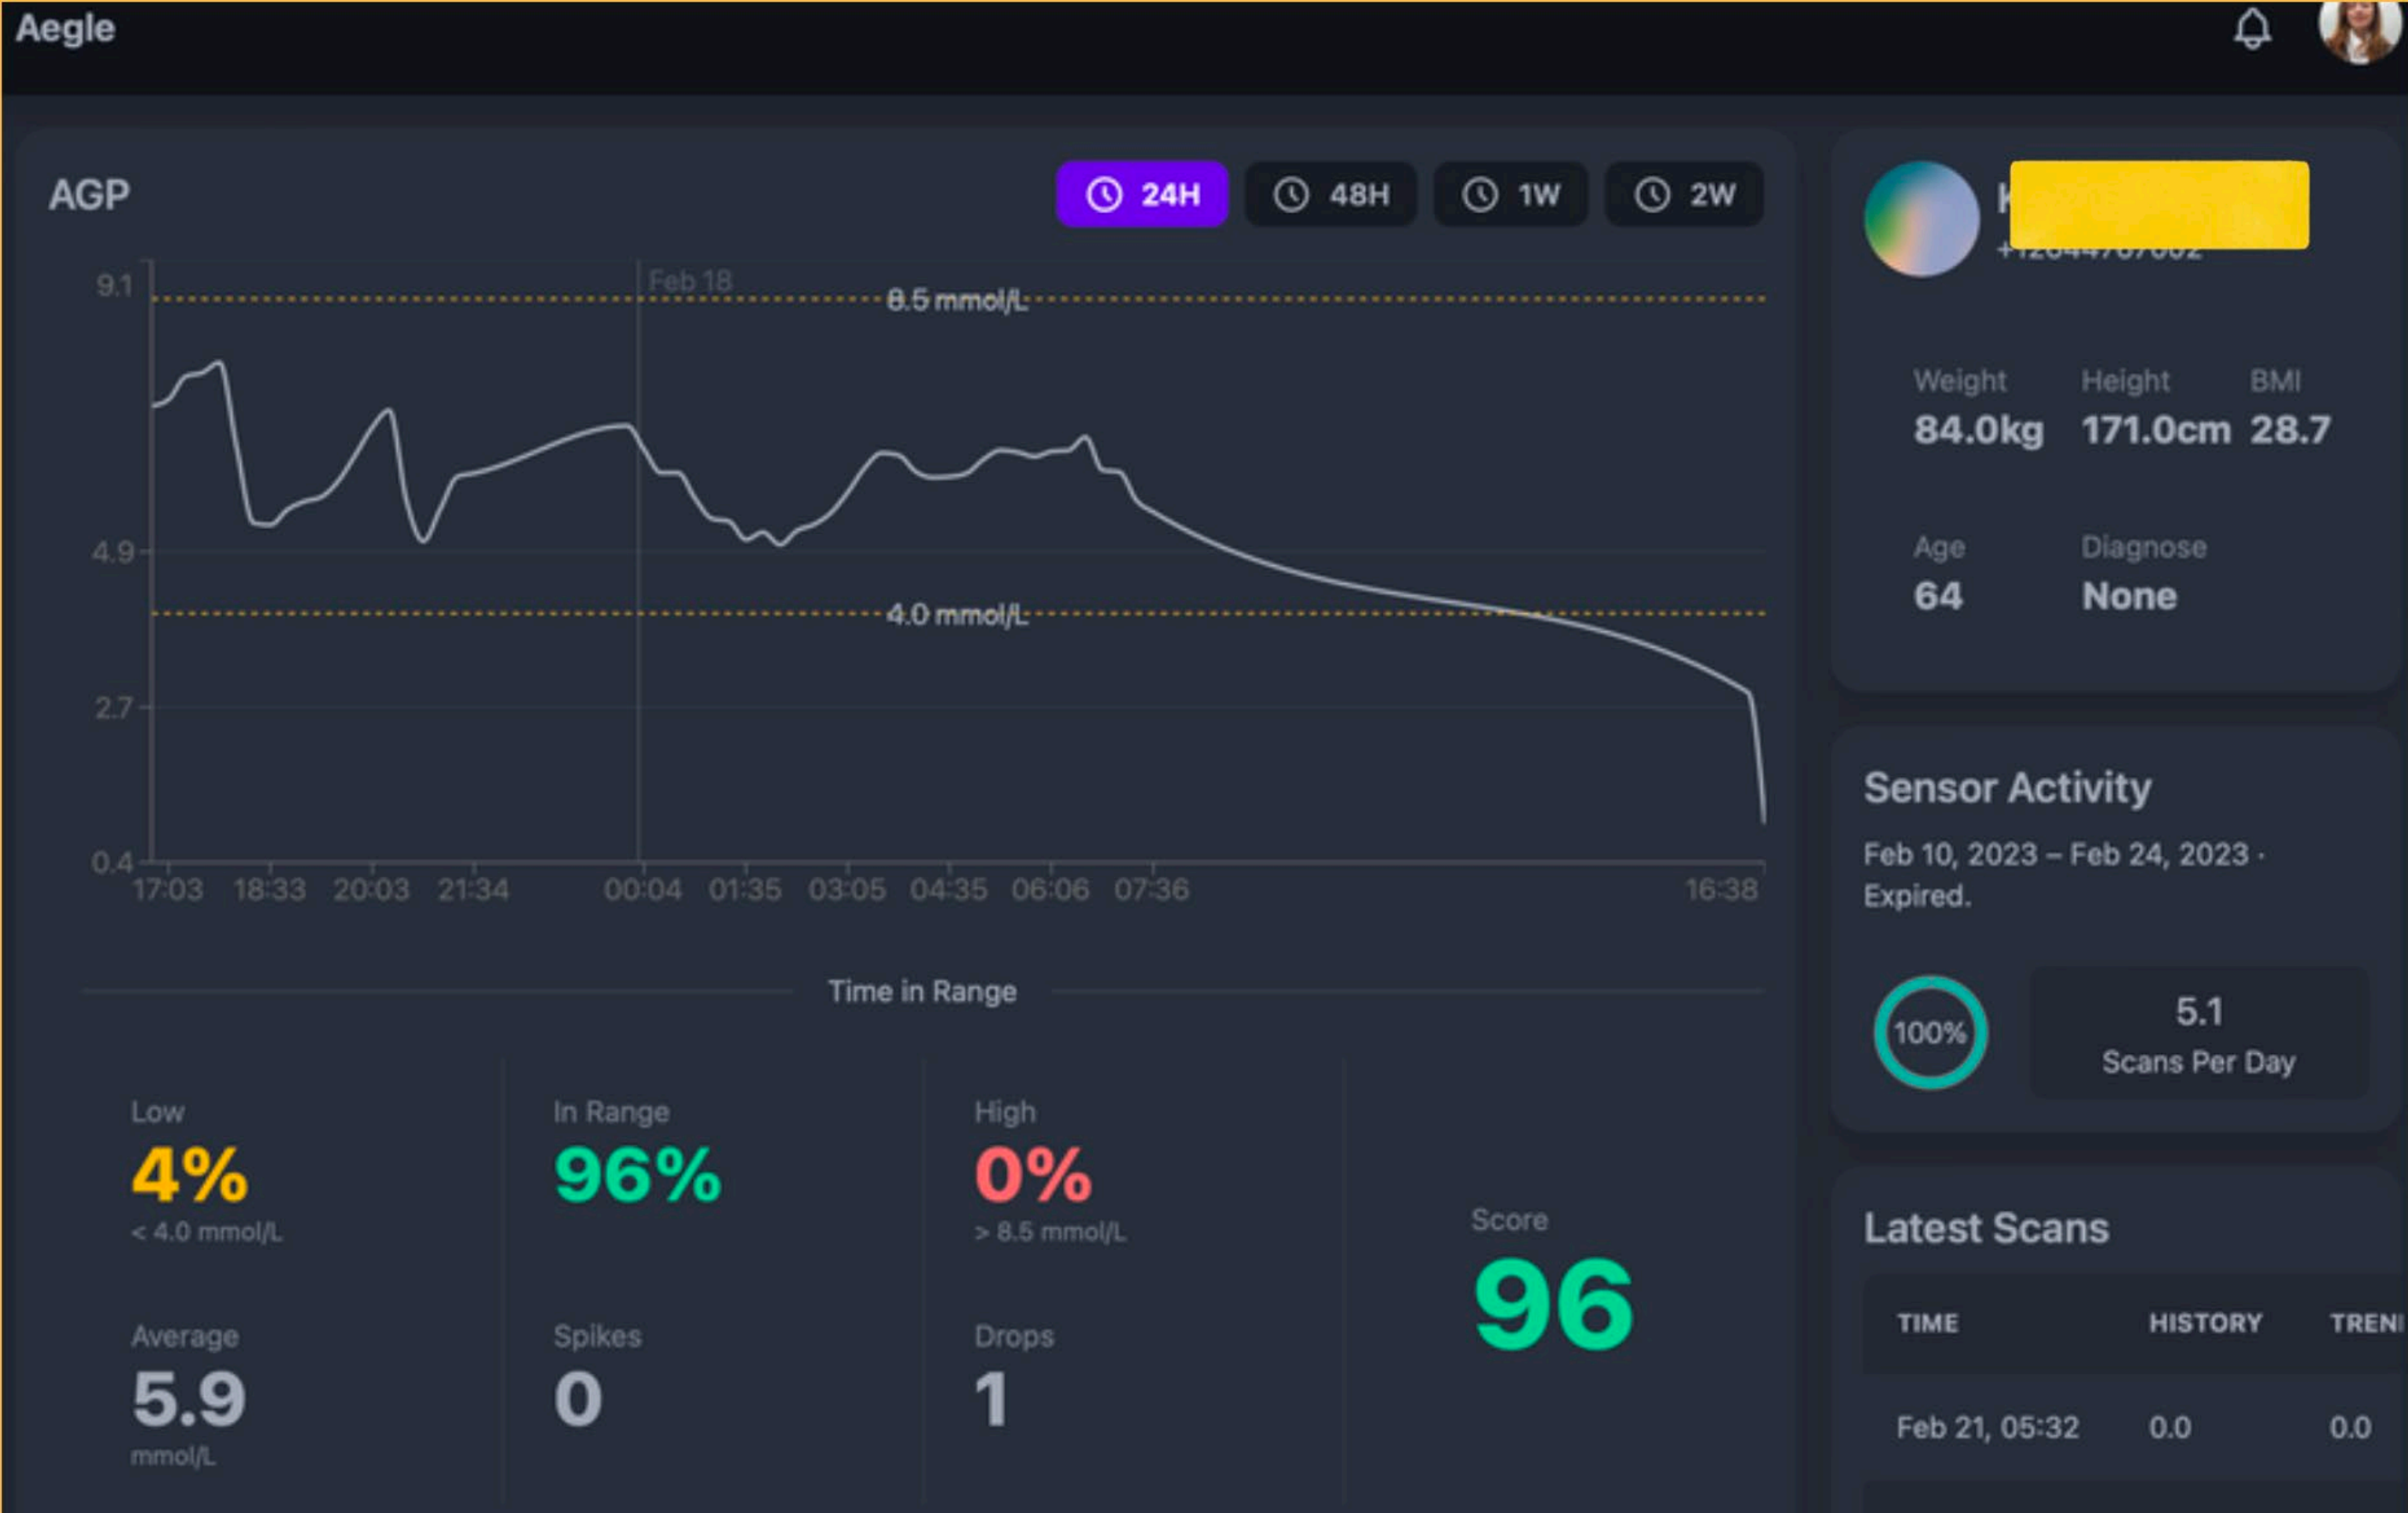 Aegle
AGP
24H 48H 1W 2W
9.1
Feb 18
8.5 mmol/L
4.9
4.0 mmol/L
2.7
0.4
17:03 18:33 20:03 21:34 00:04 01:35 03:05 04:35 06:06 07:36 16:38
Time in Range
Low
4%
< 4.0 mmol/L
In Range
96%
High
0%
> 8.5 mmol/L
Average
5.9
mmol/L
Spikes
0
Drops
1
Score
96
Weight Height BMI
84.0kg 171.0cm 28.7
Age Diagnose
64 None
Sensor Activity
Feb 10, 2023 – Feb 24, 2023 ·
Expired.
100%
5.1
Scans Per Day
Latest Scans
TIME HISTORY
Feb 21, 05:32 0.0 0.0